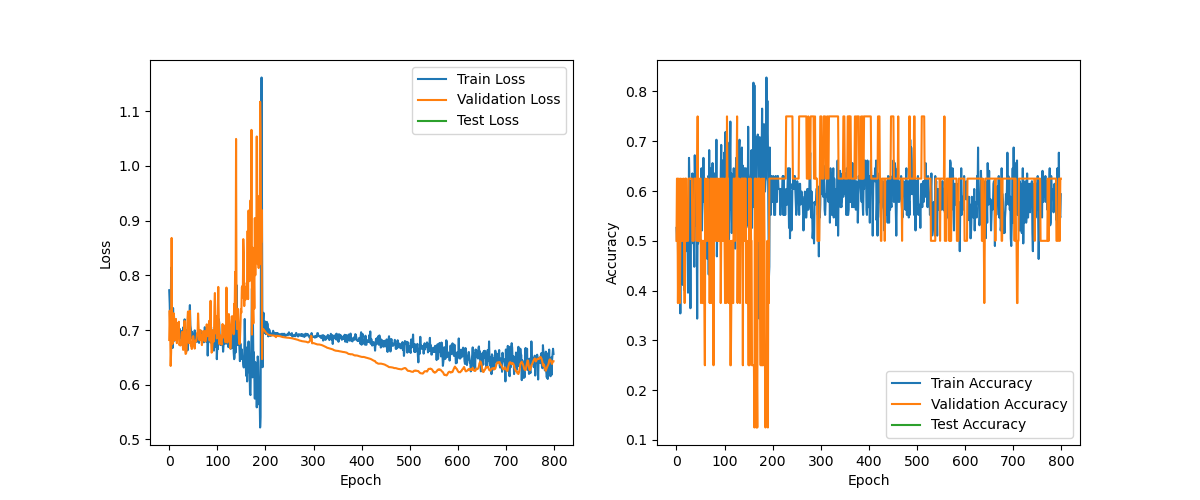 Train Loss
Validation Loss
Test Loss
1.1
1.0
0.9
0.8
0.7
0.6
0.5
Loss
0 100 200 300 400 500 600 700 800
Epoch
0.8
0.7
0.6
0.5
0.4
0.3
0.2
0.1
Accuracy
Train Accuracy
Validation Accuracy
Test Accuracy
0 100 200 300 400 500 600 700 800
Epoch